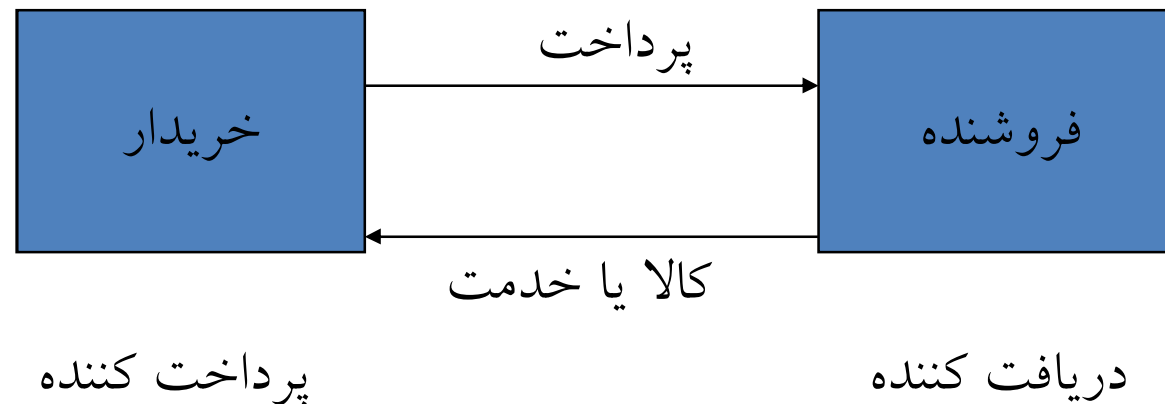 پرداخت
فروشنده
خریدار
کالا یا خدمت
دریافت کننده
پرداخت کننده